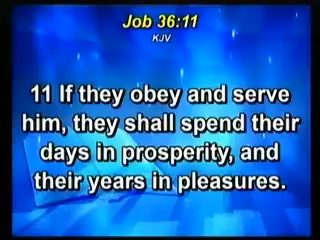 Job 36:11
KJV
11 If they obey and serve
him, they shall spend their
days in prosperity, and
their years in pleasures.